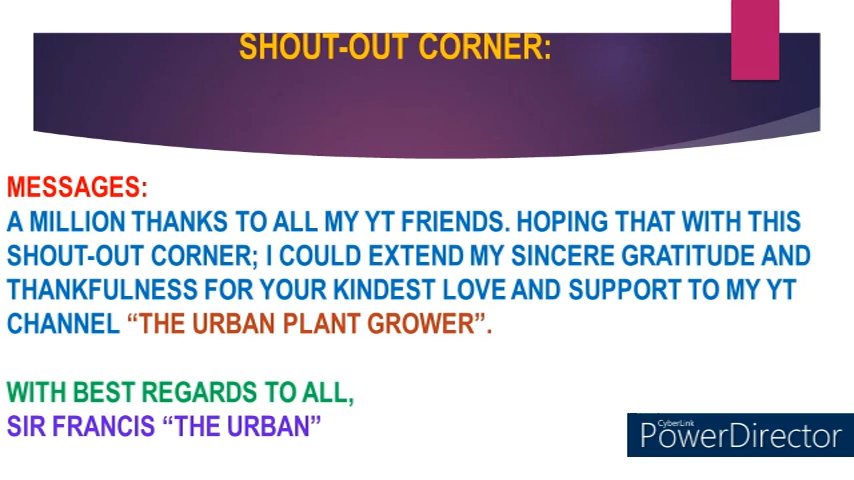 SHOUT-OUT CORNER:
MESSAGES:
A MILLION THANKS TO ALL MY YT FRIENDS. HOPING THAT WITH THIS
SHOUT-OUT CORNER; I COULD EXTEND MY SINCERE GRATITUDE AND
THANKFULNESS FOR YOUR KINDEST LOVE AND SUPPORT TO MY YT
CHANNEL “THE URBAN PLANT GROWER”.
WITH BEST REGARDS TO ALL,
SIR FRANCIS “THE URBAN”
CyberLink
PowerDirector